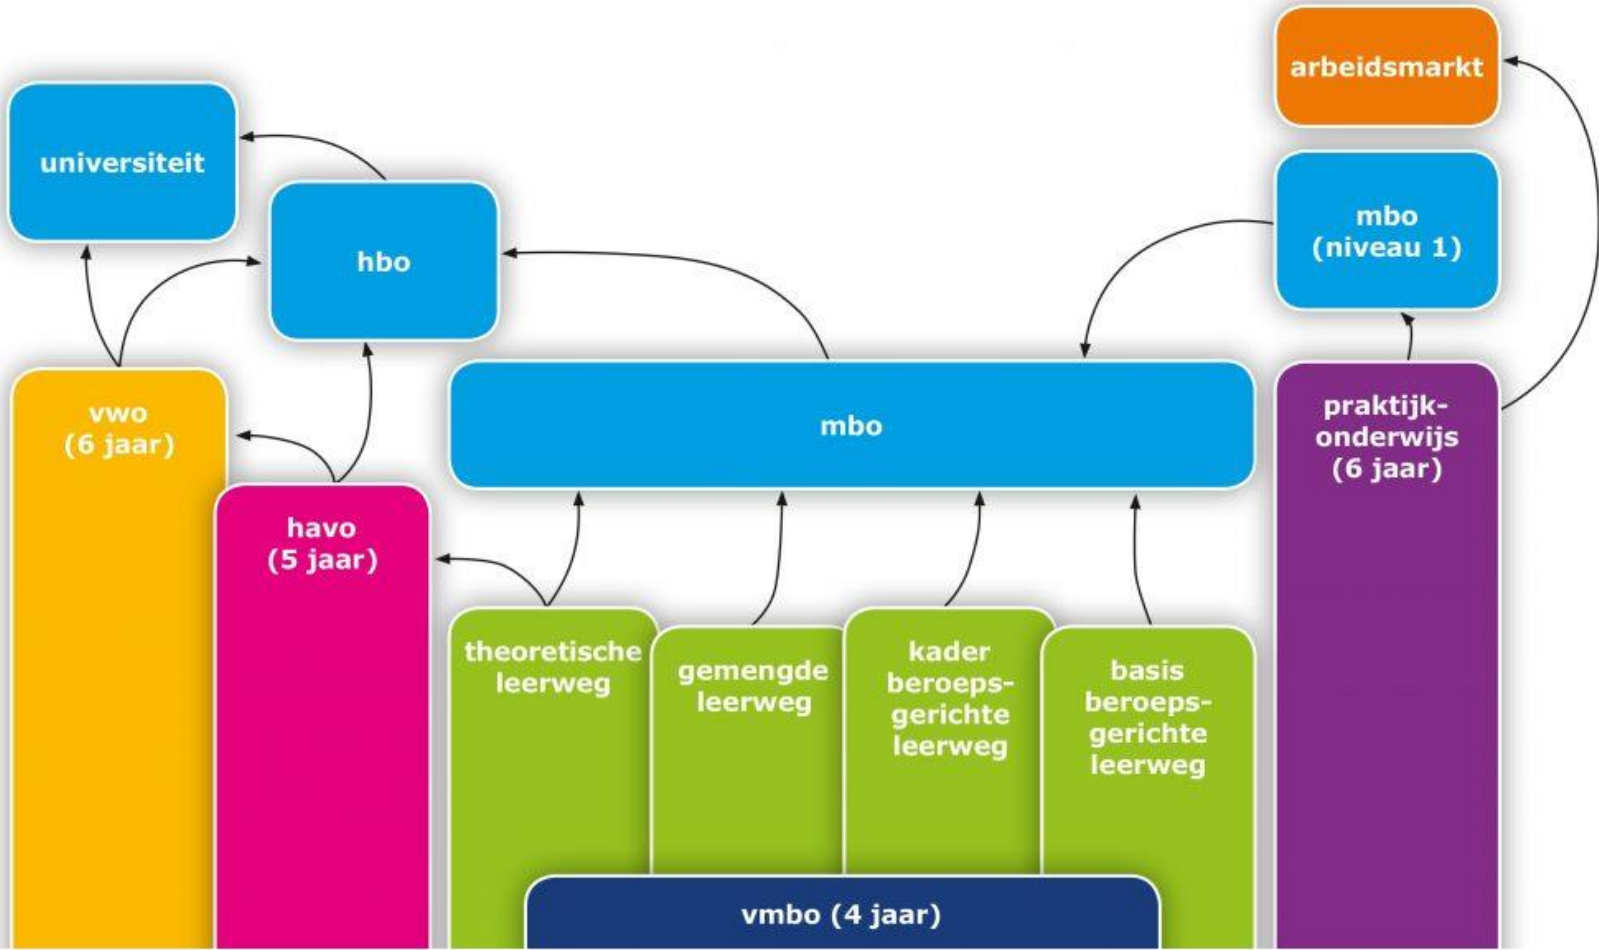 arbeidsmarkt
universiteit
mbo
(niveau 1)
hbo
vwo
(6 jaar)
mbo
praktijk-
onderwijs
(6 jaar)
havo
(5 jaar)
theoretische
leerweg
gemengde
leerweg
kader
beroeps-
gerichte
leerweg
basis
beroeps-
gerichte
leerweg
vmbo (4 jaar)